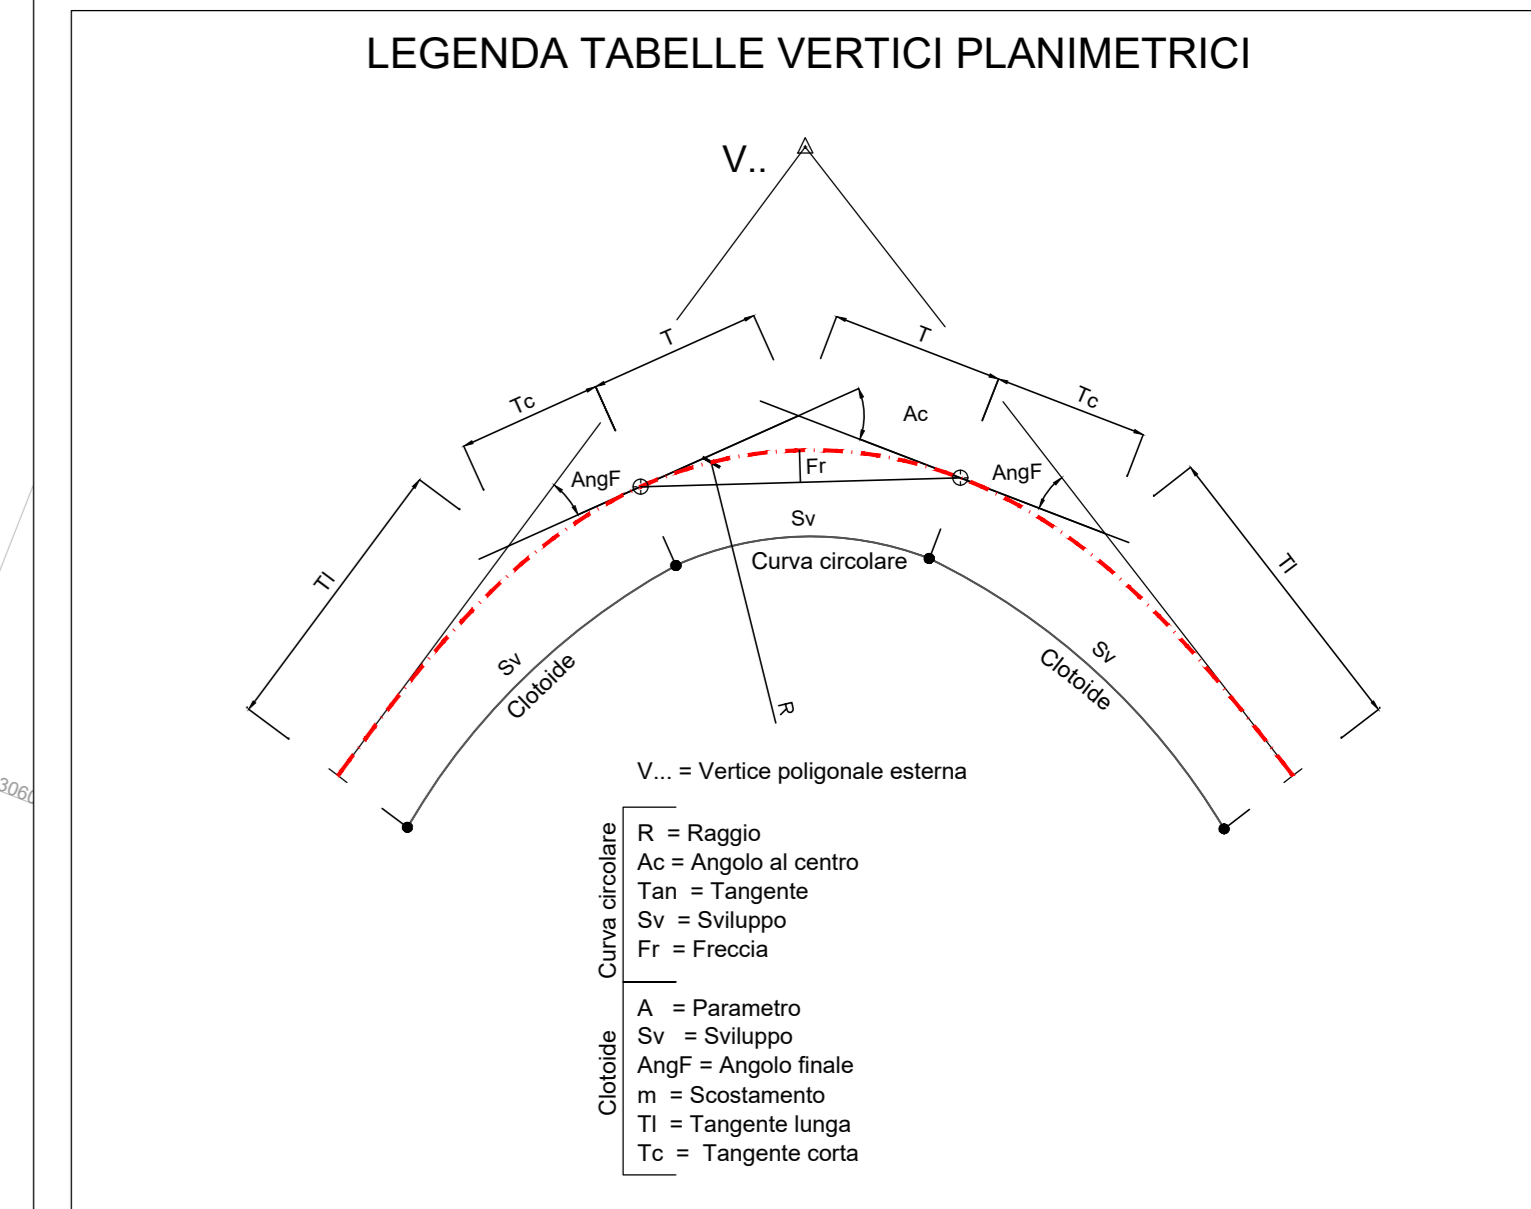 LEGENDA TABELLE VERTICI PLANIMETRICI
V..
T
T
Tc
Tc
Ac
AngF
Fr
AngF
Sv
Curva circolare
Tl
Tl
Sv
Clotoide
Sv
Clotoide
R
V... = Vertice poligonale esterna
Curva circolare
R = Raggio
Ac = Angolo al centro
Tan = Tangente
Sv = Sviluppo
Fr = Freccia
Clotoide
A = Parametro
Sv = Sviluppo
AngF = Angolo finale
m = Scostamento
Tl = Tangente lunga
Tc = Tangente corta